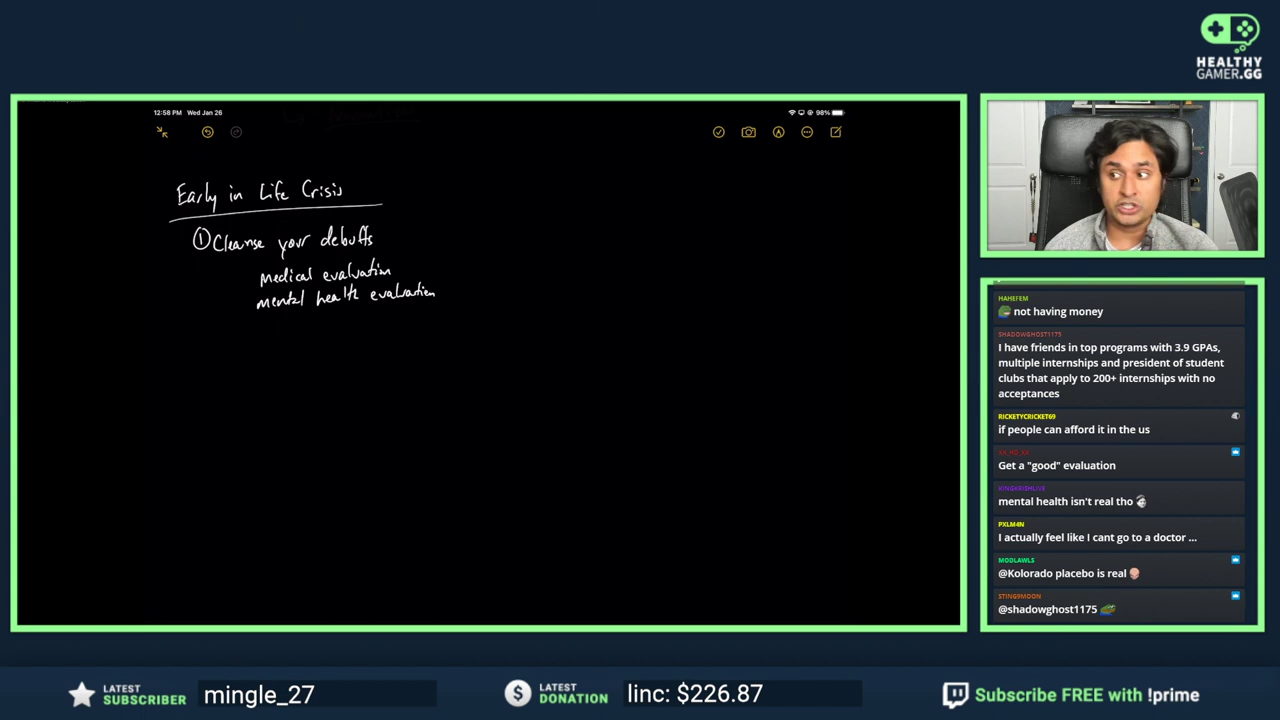 HEALTHY
GAMER.GG
12:58 PM Wed Jan 26
98%
Early in Life Crisis
① Cleanse your debuffs
medical evaluation
mental health evaluation
HAHEFEM
not having money
SHADOWGHOST1175
I have friends in top programs with 3.9 GPAs,
multiple internships and president of student
clubs that apply to 200+ internships with no
acceptances
RICKETYCRICKET69
if people can afford it in the us
XX_HG_XX
Get a "good" evaluation
KINGKRISHLIVE
mental health isn't real tho
PXLM4N
I actually feel like I cant go to a doctor ...
MODLAWLS
@Kolorado placebo is real
STING9MOON
@shadowghost1175
LATEST
SUBSCRIBER
mingle_27
LATEST
DONATION
linc: $226.87
Subscribe FREE with !prime